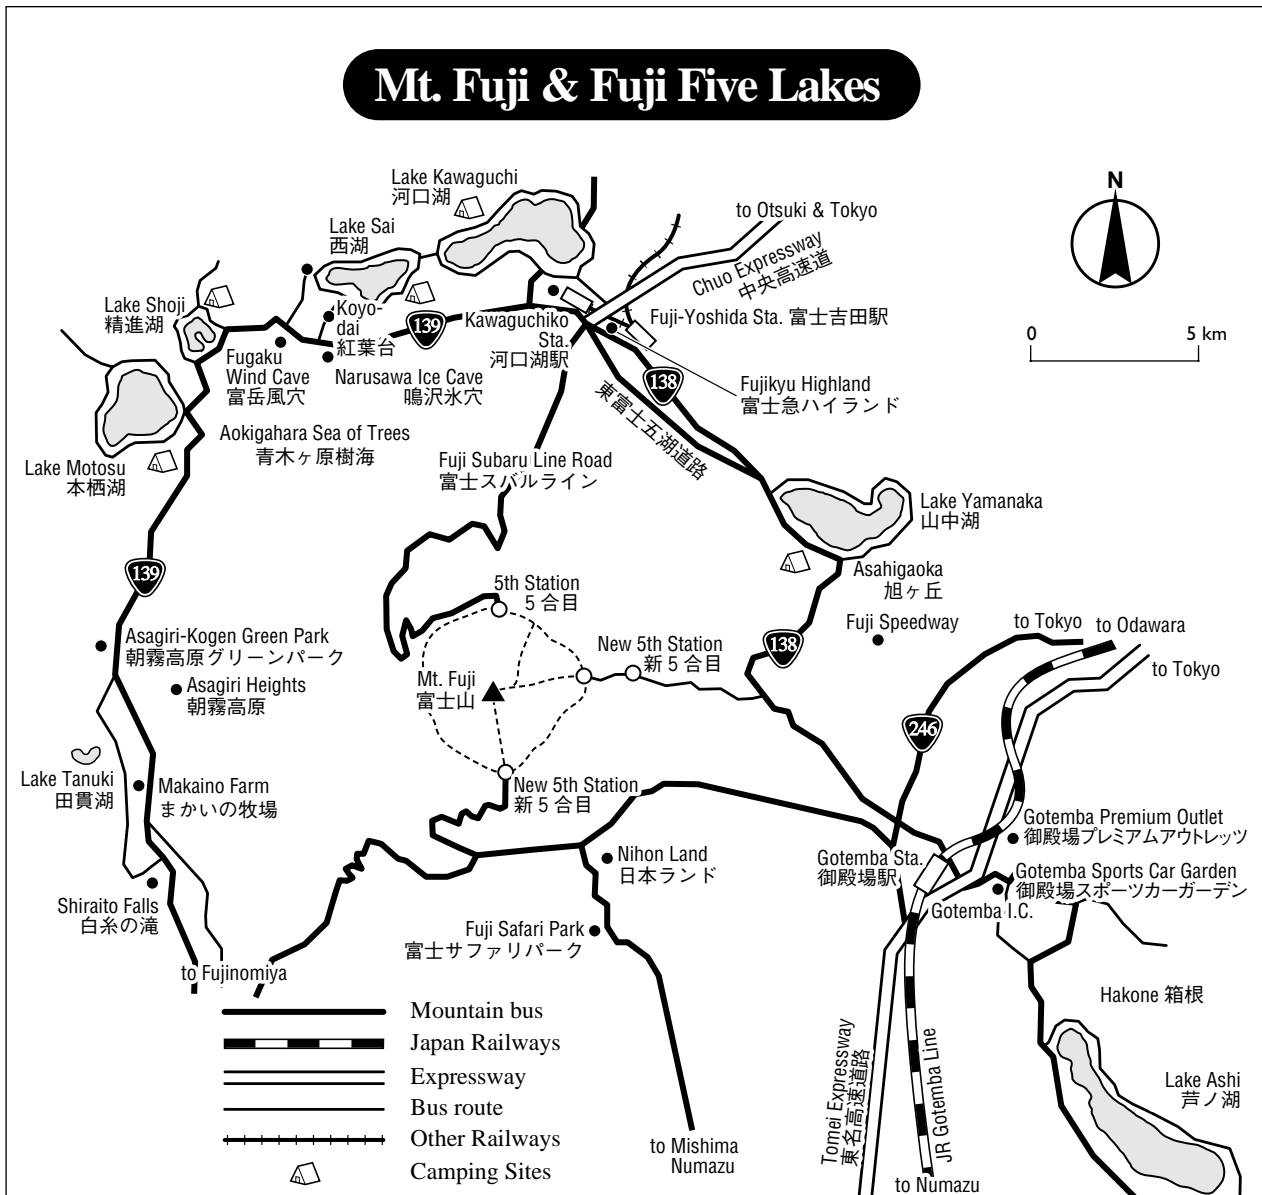 Mt. Fuji & Fuji Five Lakes
Lake Kawaguchi
河口湖
N
to Otsuki & Tokyo
Lake Sai
西湖
Chuo Expressway
中央高速道
Lake Shoji
精進湖
Koyo-
dai
紅葉台
139
Kawaguchiko
Sta.
河口湖駅
Fuji-Yoshida Sta. 富士吉田駅
0
5 km
Fugaku
Wind Cave
富岳風穴
Narusawa Ice Cave
鳴沢氷穴
138
Fujikyu Highland
富士急ハイランド
東富士五湖道路
Aokigahara Sea of Trees
青木ヶ原樹海
Lake Motosu
本栖湖
Fuji Subaru Line Road
富士スバルライン
Lake Yamanaka
山中湖
139
Asahigaoka
旭ヶ丘
5th Station
5 合目
Fuji Speedway
to Tokyo
to Odawara
to Tokyo
Asagiri-Kogen Green Park
朝霧高原グリーンパーク
New 5th Station
新 5 合目
138
Asagiri Heights
朝霧高原
Mt. Fuji
富士山
246
Lake Tanuki
田貫湖
Makaino Farm
まかいの牧場
New 5th Station
新 5 合目
Gotemba Premium Outlet
御殿場プレミアムアウトレッツ
Nihon Land
日本ランド
Gotemba Sta.
御殿場駅
Gotemba Sports Car Garden
御殿場スポーツカーガーデン
Gotemba I.C.
Shiraito Falls
白糸の滝
Fuji Safari Park
富士サファリパーク
to Fujinomiya
Hakone 箱根
Mountain bus
Japan Railways
Expressway
Bus route
Other Railways
Camping Sites
Tomei Expressway
東名高速道路
JR Gotemba Line
Lake Ashi
芦ノ湖
to Mishima
Numazu
to Numazu